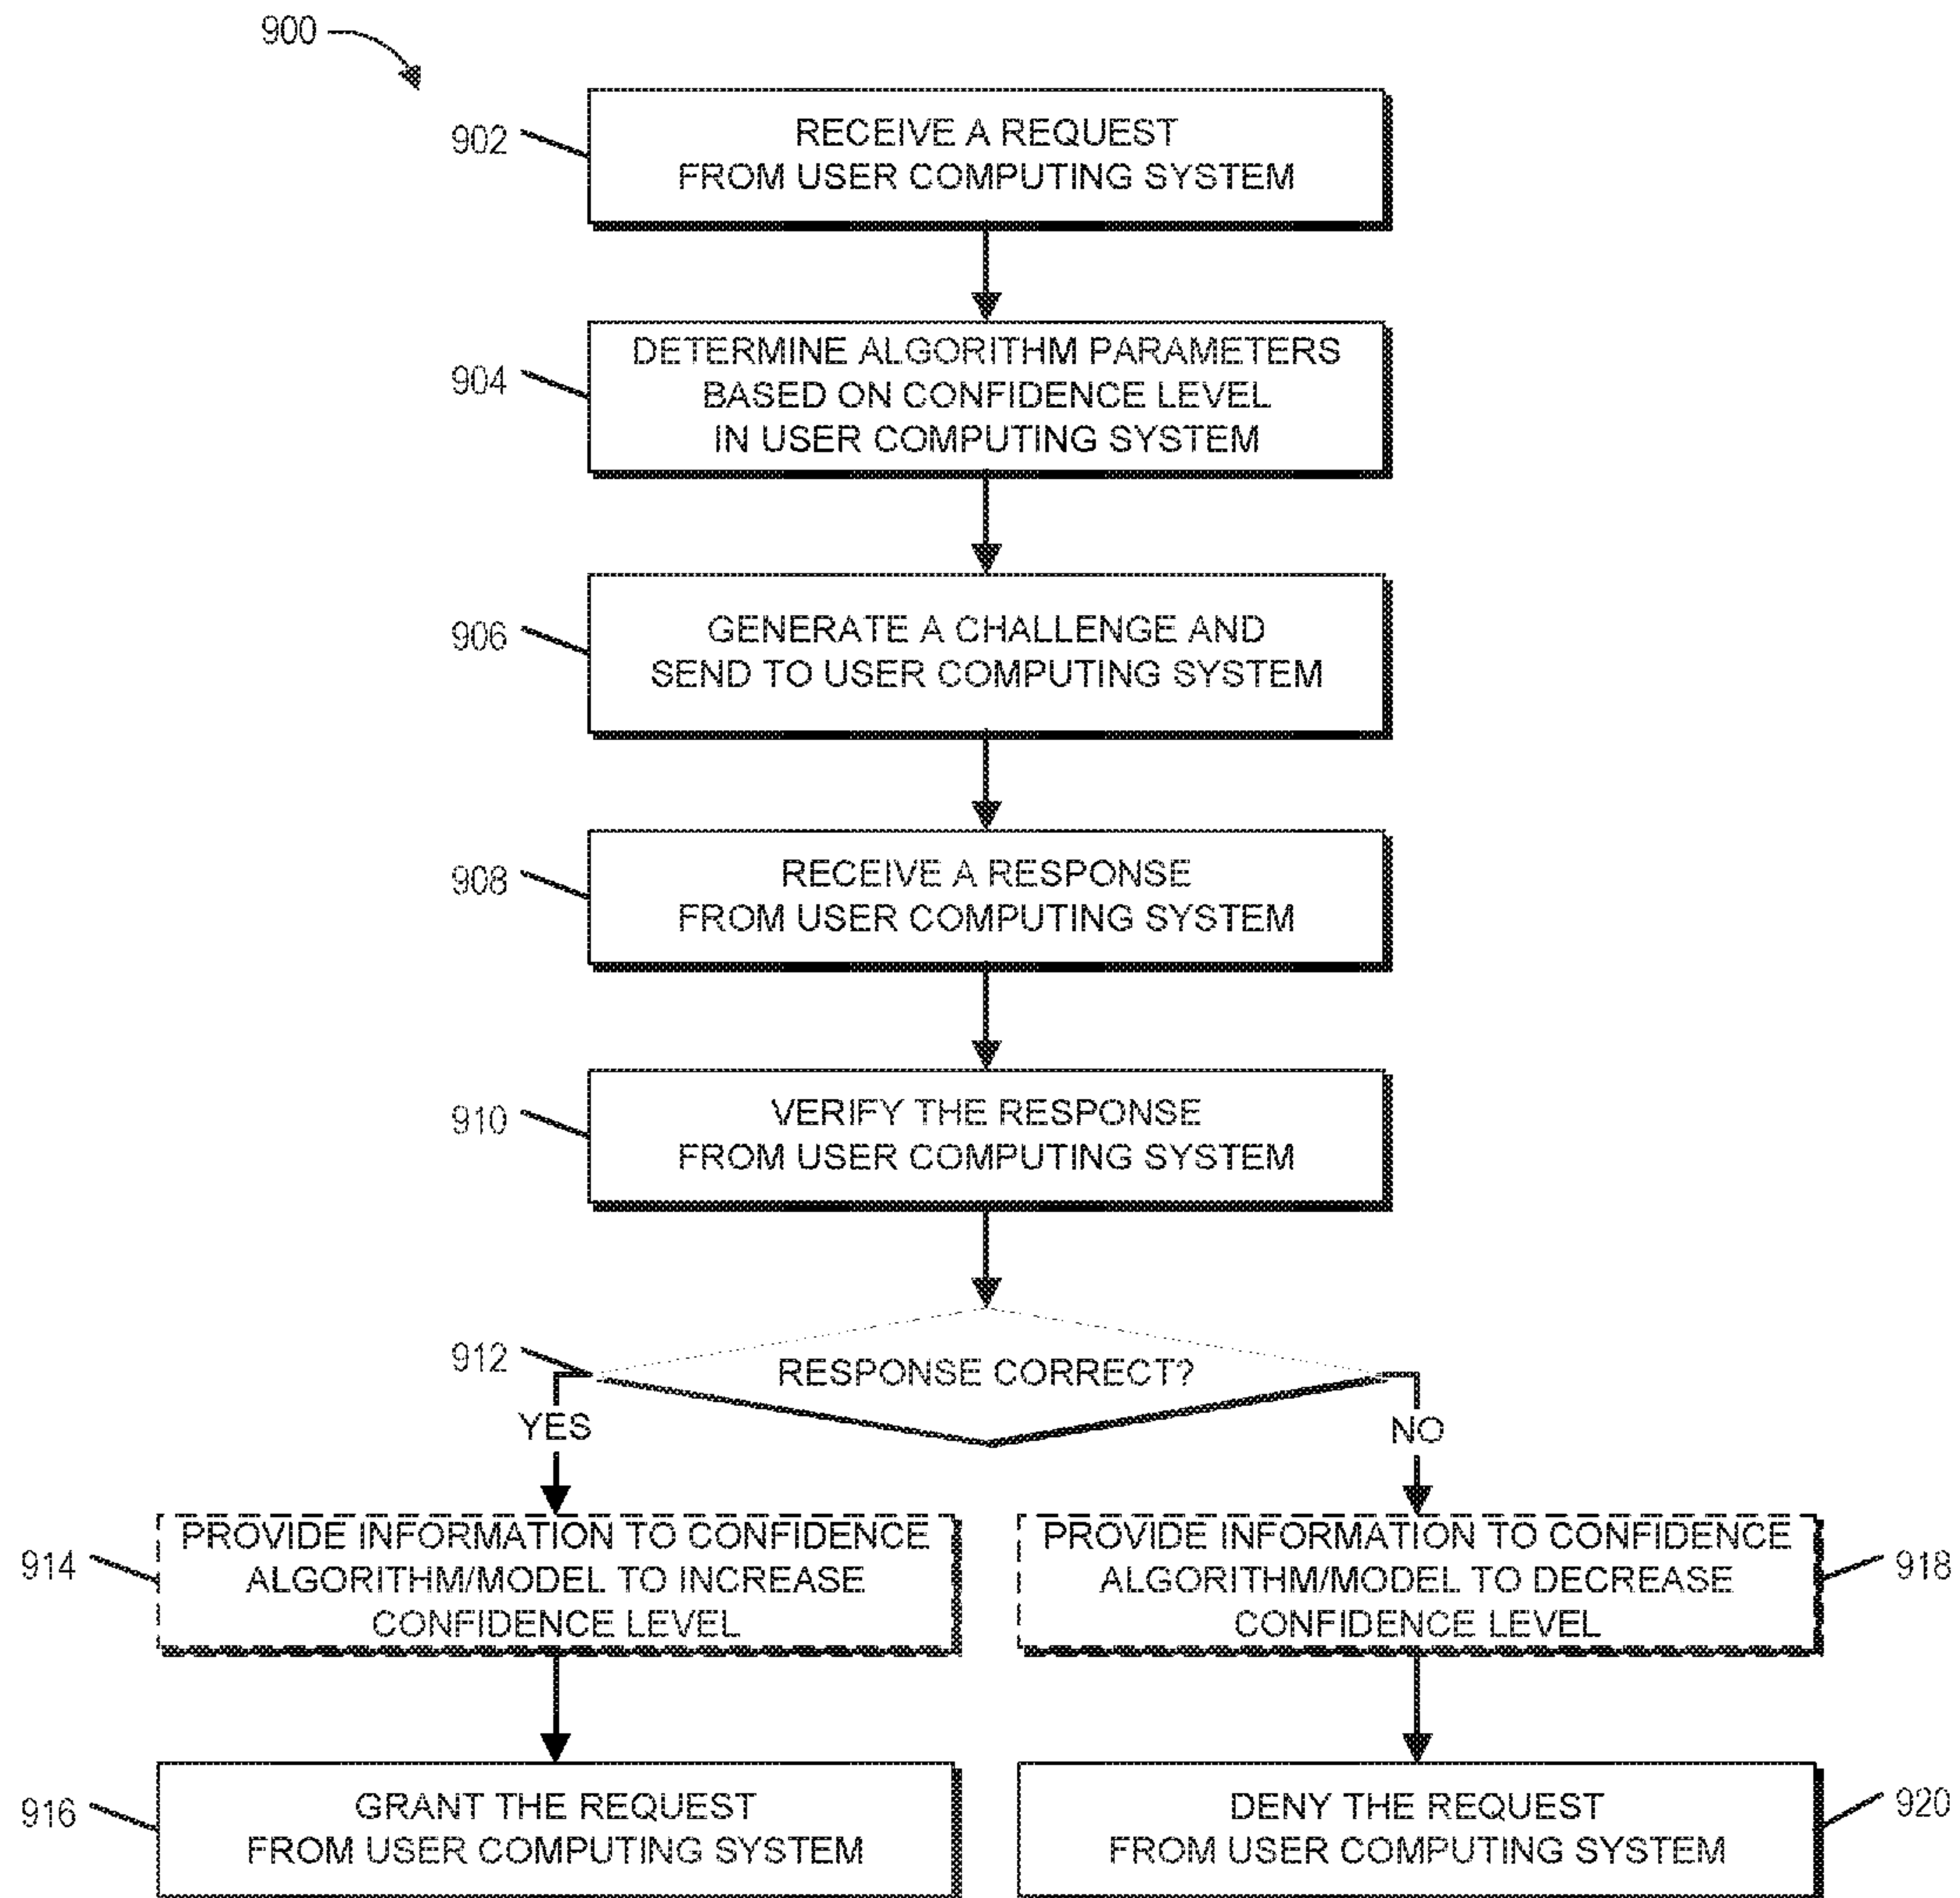 900
902
RECEIVE A REQUEST
FROM USER COMPUTING SYSTEM
904
DETERMINE ALGORITHM PARAMETERS
BASED ON CONFIDENCE LEVEL
IN USER COMPUTING SYSTEM
906
GENERATE A CHALLENGE AND
SEND TO USER COMPUTING SYSTEM
908
RECEIVE A RESPONSE
FROM USER COMPUTING SYSTEM
910
VERIFY THE RESPONSE
FROM USER COMPUTING SYSTEM
912
RESPONSE CORRECT?
YES
NO
914
PROVIDE INFORMATION TO CONFIDENCE
ALGORITHM/MODEL TO INCREASE
CONFIDENCE LEVEL
PROVIDE INFORMATION TO CONFIDENCE
ALGORITHM/MODEL TO DECREASE
CONFIDENCE LEVEL
918
916
GRANT THE REQUEST
FROM USER COMPUTING SYSTEM
DENY THE REQUEST
FROM USER COMPUTING SYSTEM
920